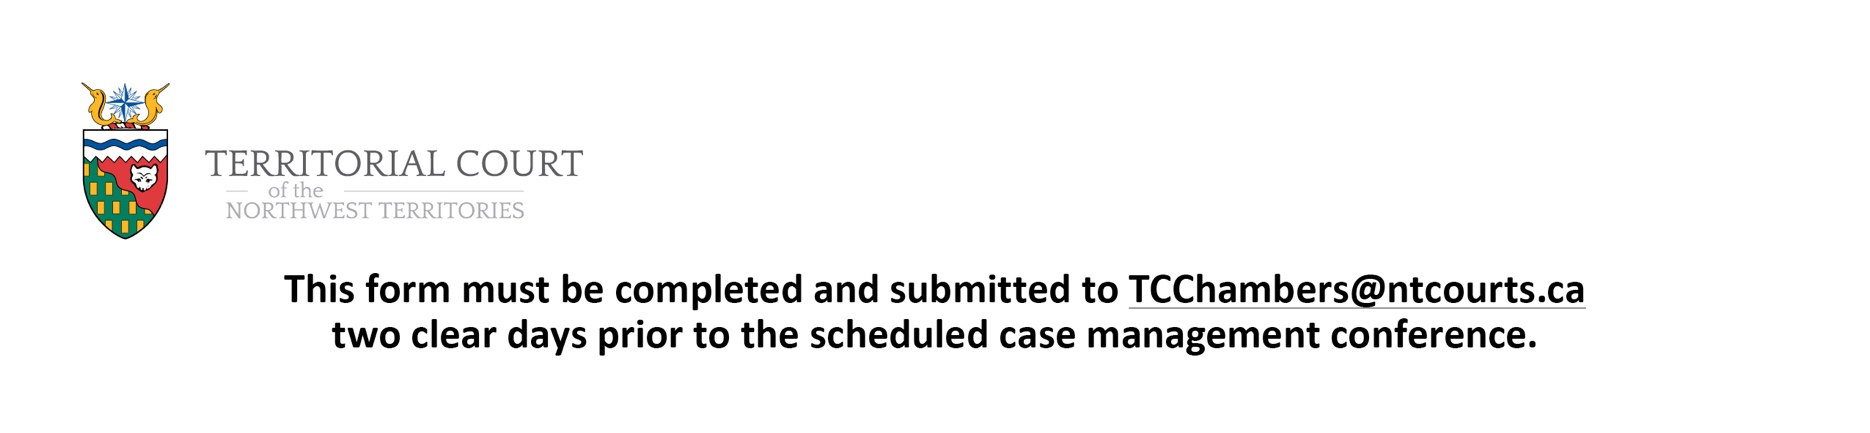 TERRITORIAL COURT
of the
NORTHWEST TERRITORIES
This form must be completed and submitted to TCChambers@ntcourts.ca
two clear days prior to the scheduled case management conference.